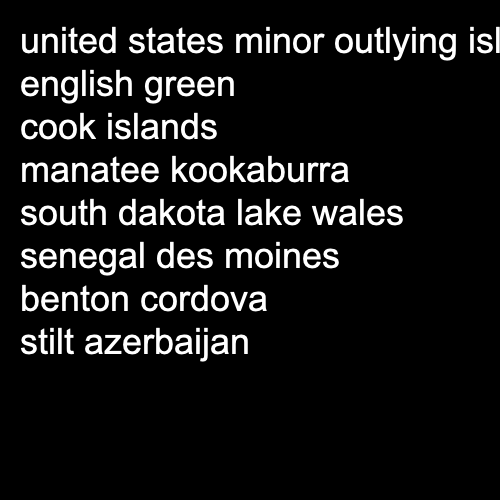 united states minor outlying isl
english green
cook islands
manatee kookaburra
south dakota lake wales
senegal des moines
benton cordova
stilt azerbaijan